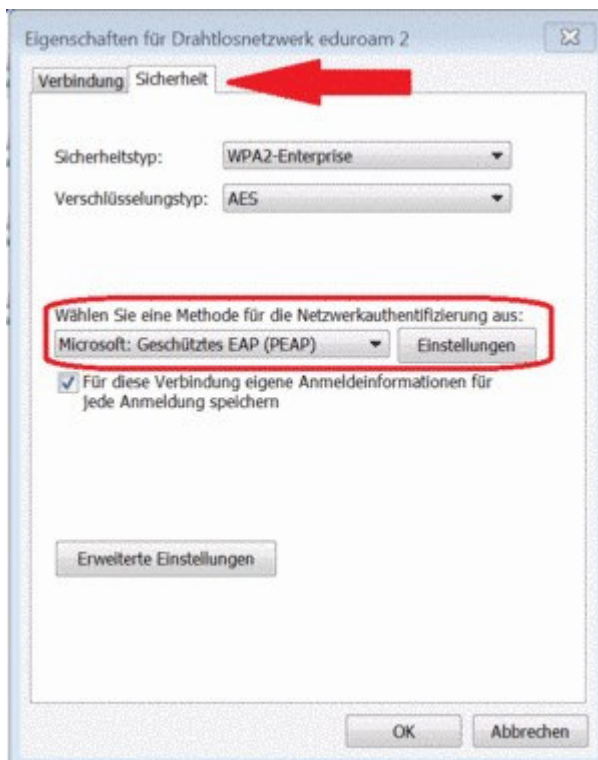 Eigenschaften für Drahtlosnetzwerk eduroam 2
Verbindung Sicherheit
Sicherheitstyp: WPA2-Enterprise
Verschlüsselungstyp: AES
Wählen Sie eine Methode für die Netzwerkauthentifizierung aus:
Microsoft: Geschütztes EAP (PEAP) Einstellungen
Für diese Verbindung eigene Anmeldeinformationen für
jede Anmeldung speichern
Erweiterte Einstellungen
OK Abbrechen